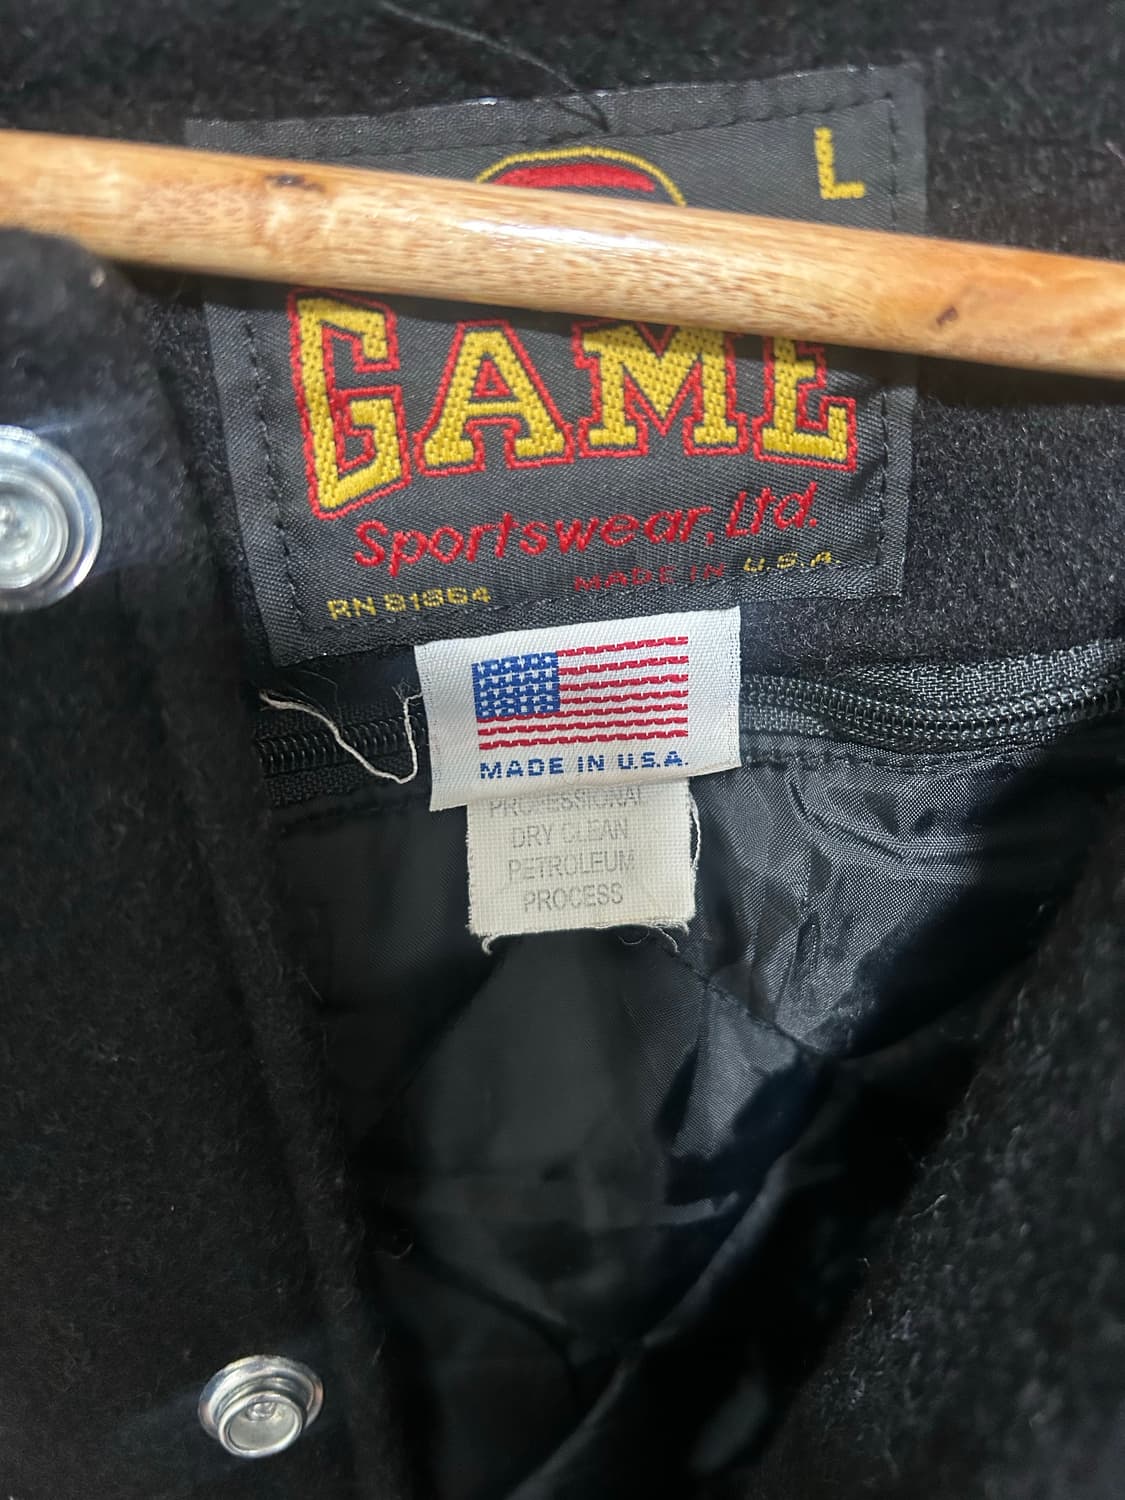 L
GAME
Sportswear, Ltd.
RN 81864 MADE IN U.S.A.
MADE IN U.S.A.
PROFESSIONAL
DRY CLEAN
PETROLEUM
PROCESS